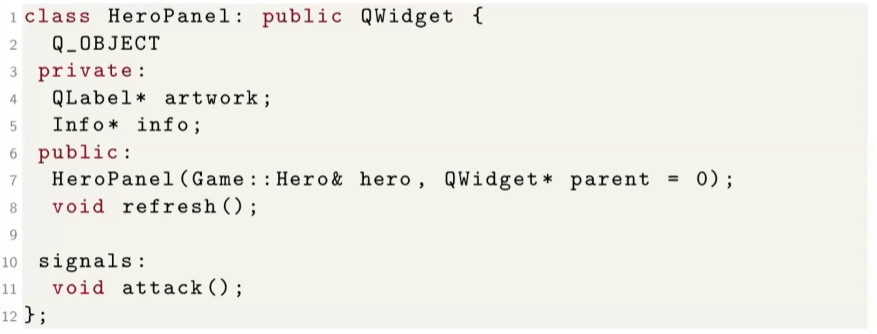 1 class HeroPanel: public QWidget {
2 Q_OBJECT
3 private:
4 QLabel* artwork;
5 Info* info;
6 public:
7 HeroPanel(Game::Hero& hero, QWidget* parent = 0);
8 void refresh();
9
10 signals:
11 void attack();
12 };